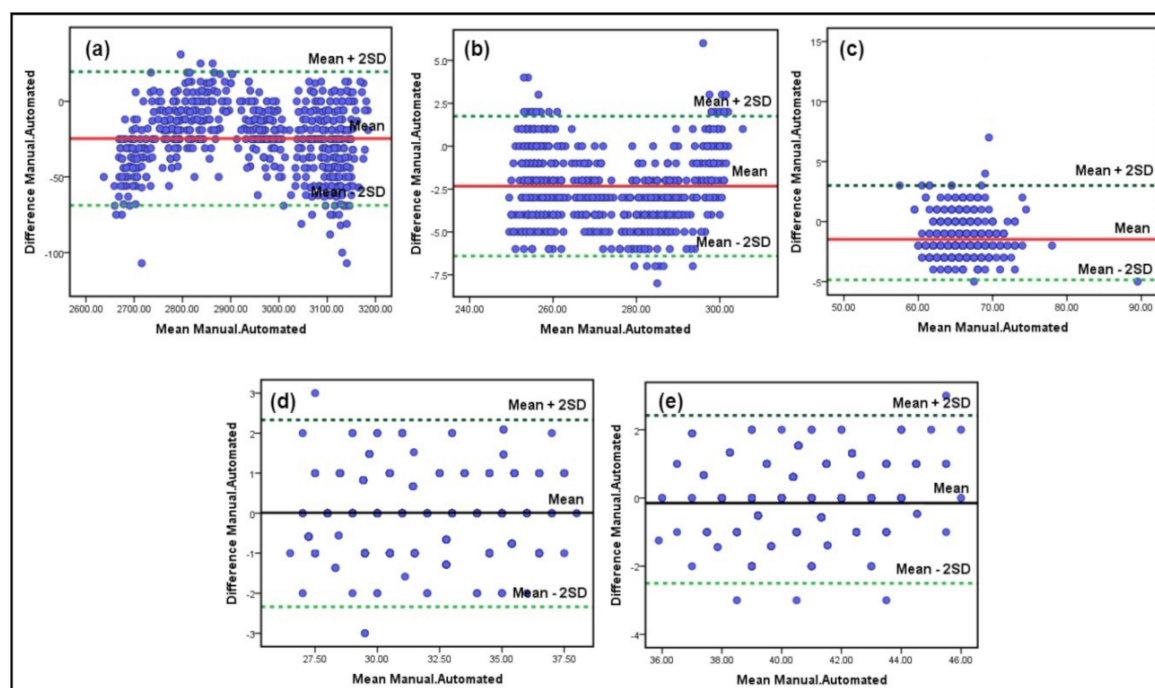 (a)
Mean + 2SD
Mean
Mean - 2SD
0
-50
-100
Difference Manual.Automated
2600.00 2700.00 2800.00 2900.00 3000.00 3100.00 3200.00
Mean Manual.Automated
(b)
Mean + 2SD
Mean
Mean - 2SD
5.0
2.5
.0
-2.5
-5.0
-7.5
Difference Manual.Automated
240.00 260.00 280.00 300.00
Mean Manual.Automated
(c)
Mean + 2SD
Mean
Mean - 2SD
15
10
5
0
-5
Difference Manual.Automated
50.00 60.00 70.00 80.00 90.00
Mean Manual.Automated
(d)
Mean + 2SD
Mean
Mean - 2SD
3
2
1
0
-1
-2
-3
Difference Manual.Automated
27.50 30.00 32.50 35.00 37.50
Mean Manual.Automated
(e)
Mean + 2SD
Mean
Mean - 2SD
2
0
-2
-4
Difference Manual.Automated
36.00 38.00 40.00 42.00 44.00 46.00
Mean Manual.Automated